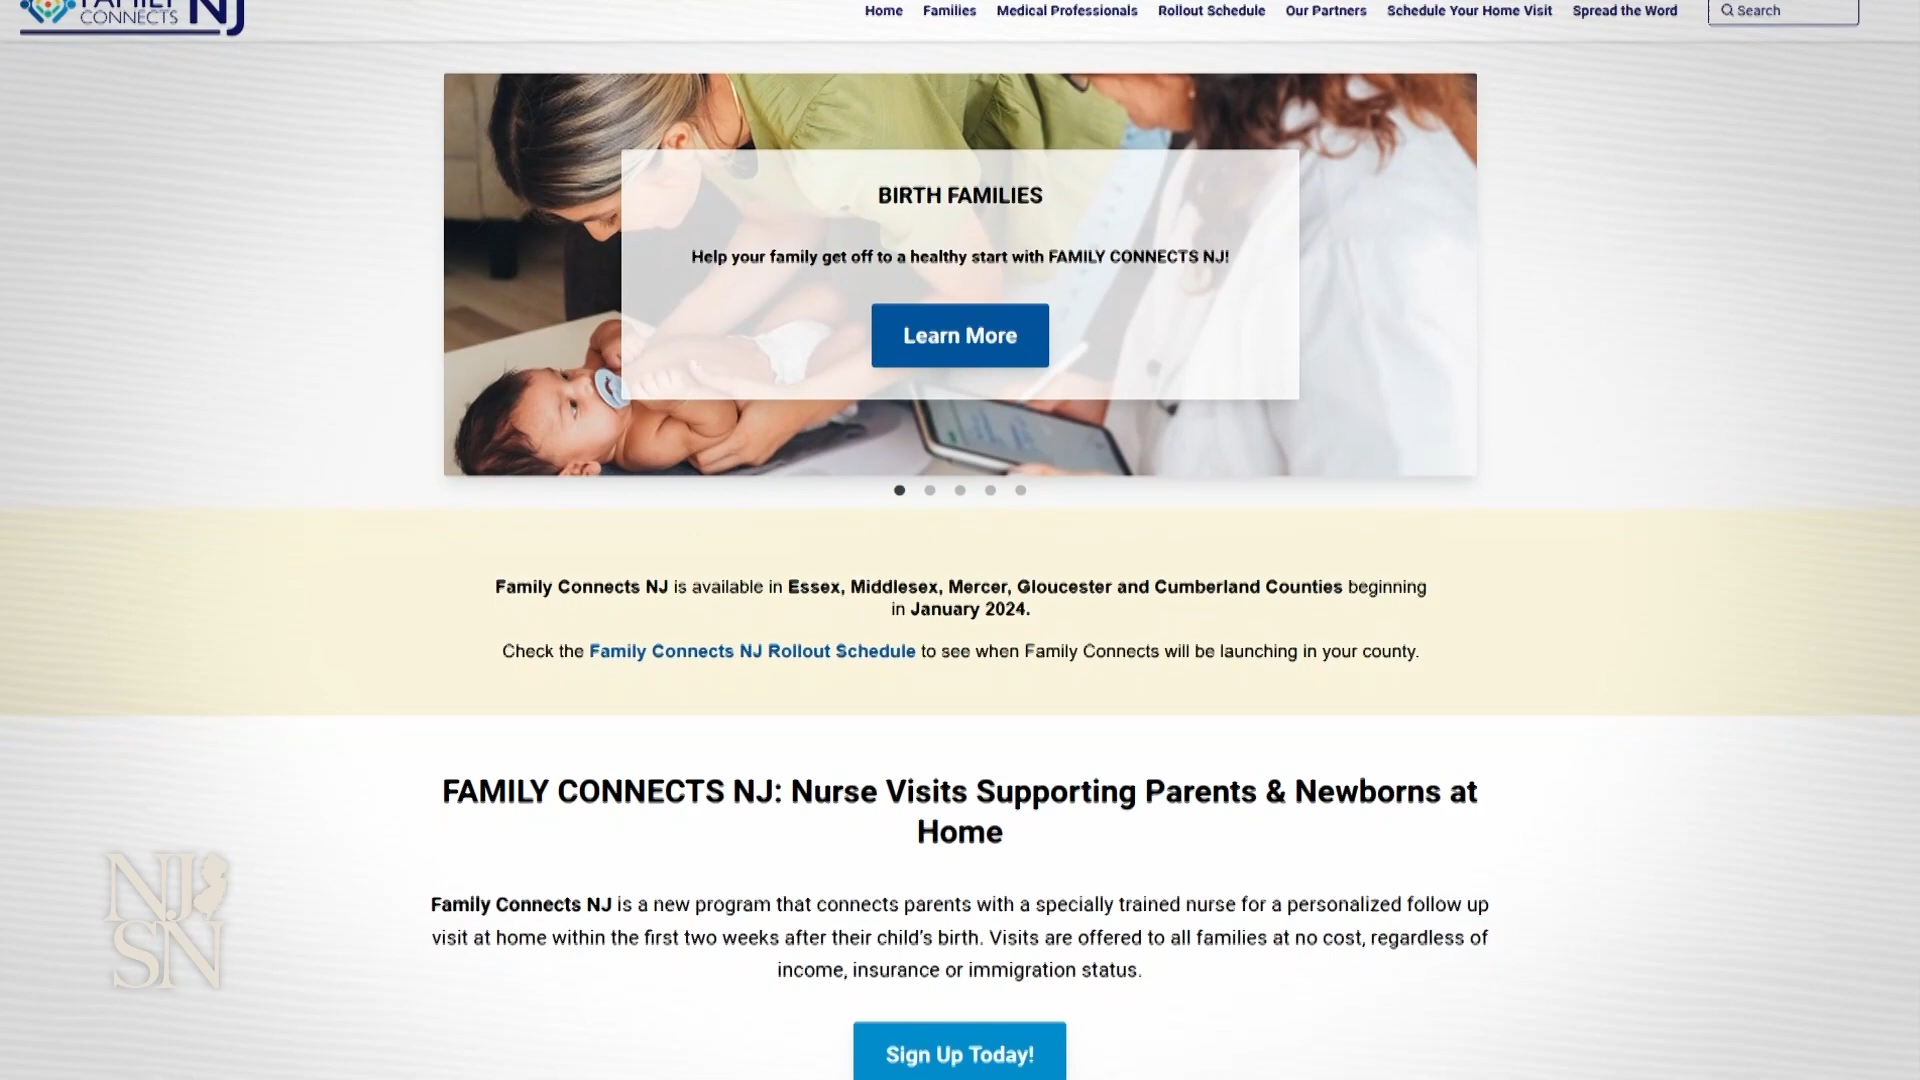 FAMILY
CONNECTS NJ
Home Families Medical Professionals Rollout Schedule Our Partners Schedule Your Home Visit Spread the Word Search
BIRTH FAMILIES
Help your family get off to a healthy start with FAMILY CONNECTS NJ!
Learn More
Family Connects NJ is available in Essex, Middlesex, Mercer, Gloucester and Cumberland Counties beginning
in January 2024.
Check the Family Connects NJ Rollout Schedule to see when Family Connects will be launching in your county.
FAMILY CONNECTS NJ: Nurse Visits Supporting Parents & Newborns at
Home
Family Connects NJ is a new program that connects parents with a specially trained nurse for a personalized follow up
visit at home within the first two weeks after their child's birth. Visits are offered to all families at no cost, regardless of
income, insurance or immigration status.
NJ
SN
Sign Up Today!